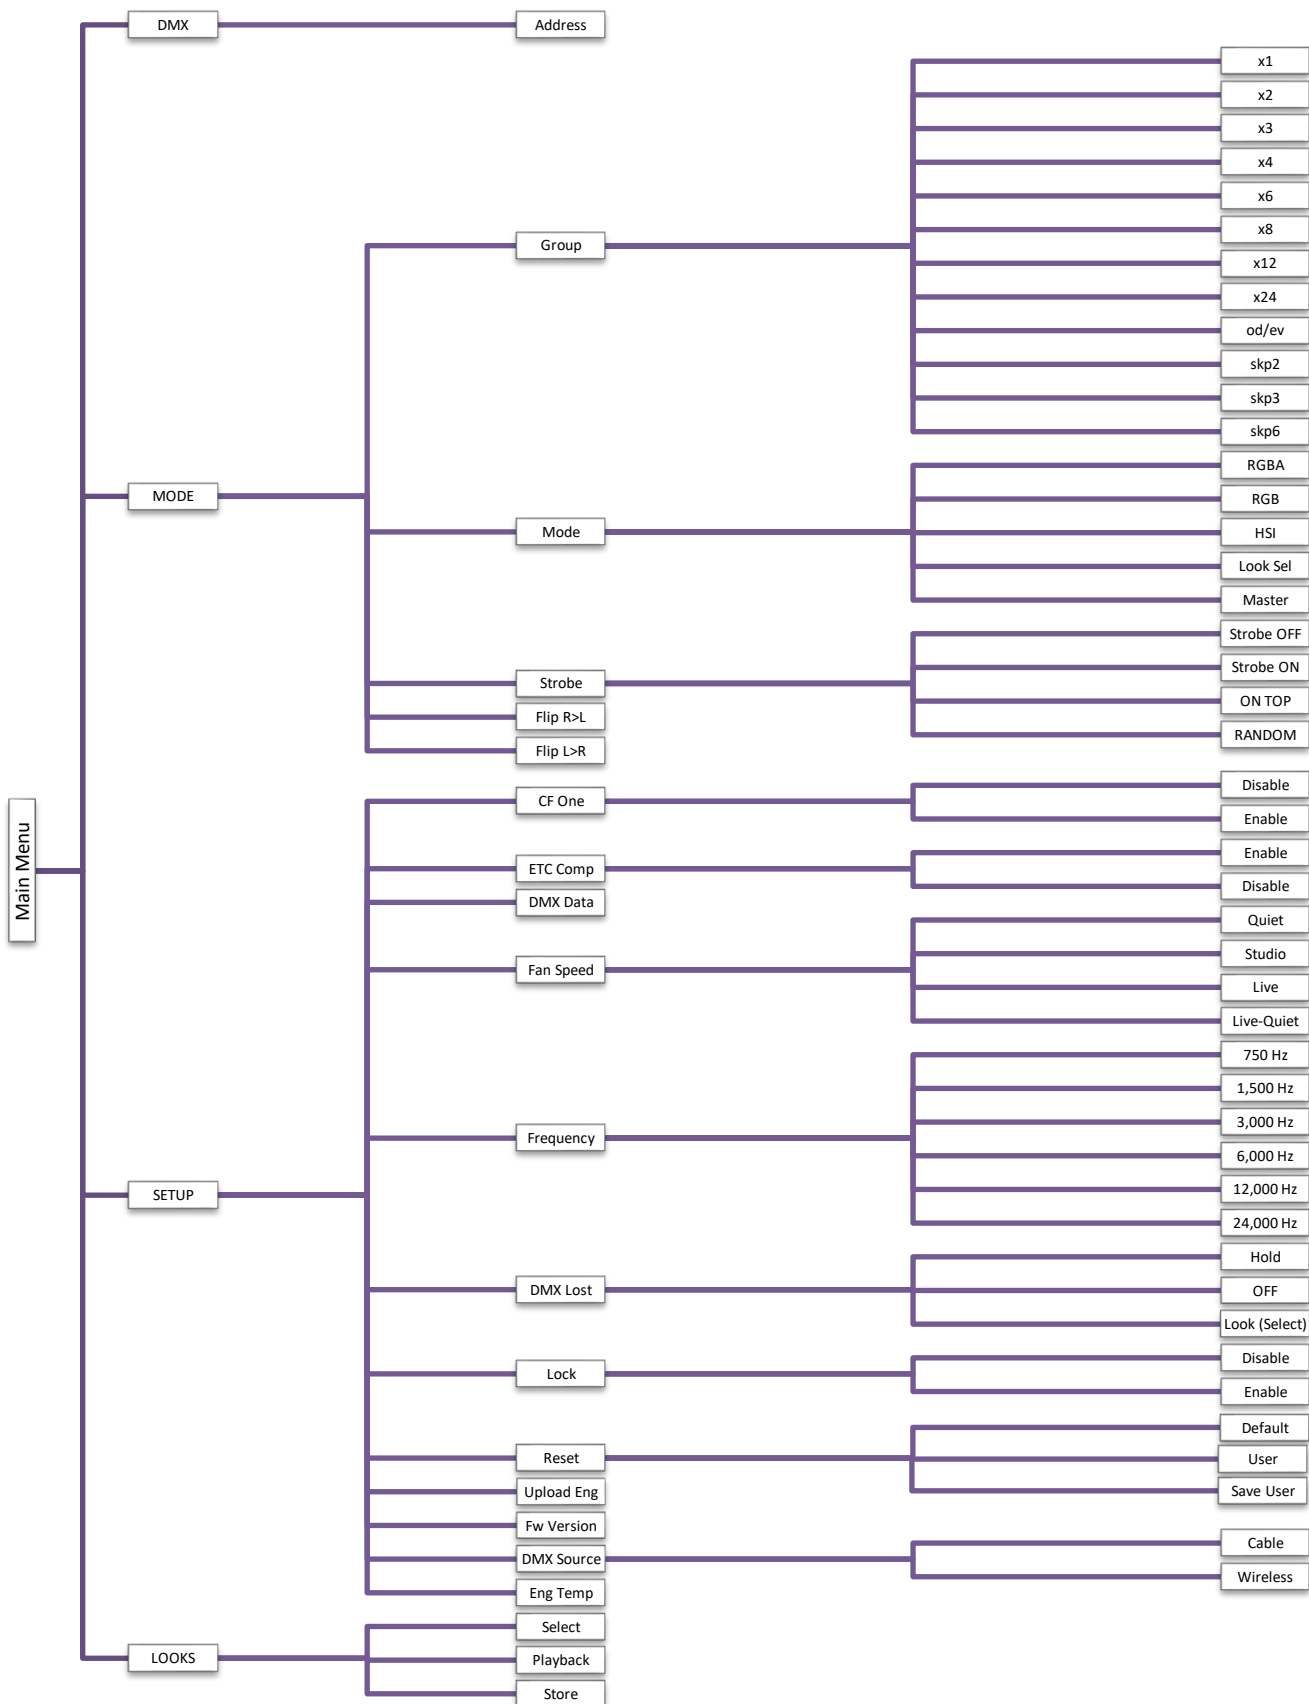 Main Menu
DMX
Address
MODE
Group
x1
x2
x3
x4
x6
x8
x12
x24
od/ev
skp2
skp3
skp6
Mode
RGBA
RGB
HSI
Look Sel
Master
Strobe
Strobe OFF
Strobe ON
ON TOP
RANDOM
Flip R>L
Flip L>R
SETUP
CF One
Disable
Enable
ETC Comp
Enable
Disable
DMX Data
Fan Speed
Quiet
Studio
Live
Live-Quiet
Frequency
750 Hz
1,500 Hz
3,000 Hz
6,000 Hz
12,000 Hz
24,000 Hz
DMX Lost
Hold
OFF
Look (Select)
Lock
Disable
Enable
Reset
Default
User
Save User
Upload Eng
Fw Version
DMX Source
Cable
Wireless
Eng Temp
LOOKS
Select
Playback
Store